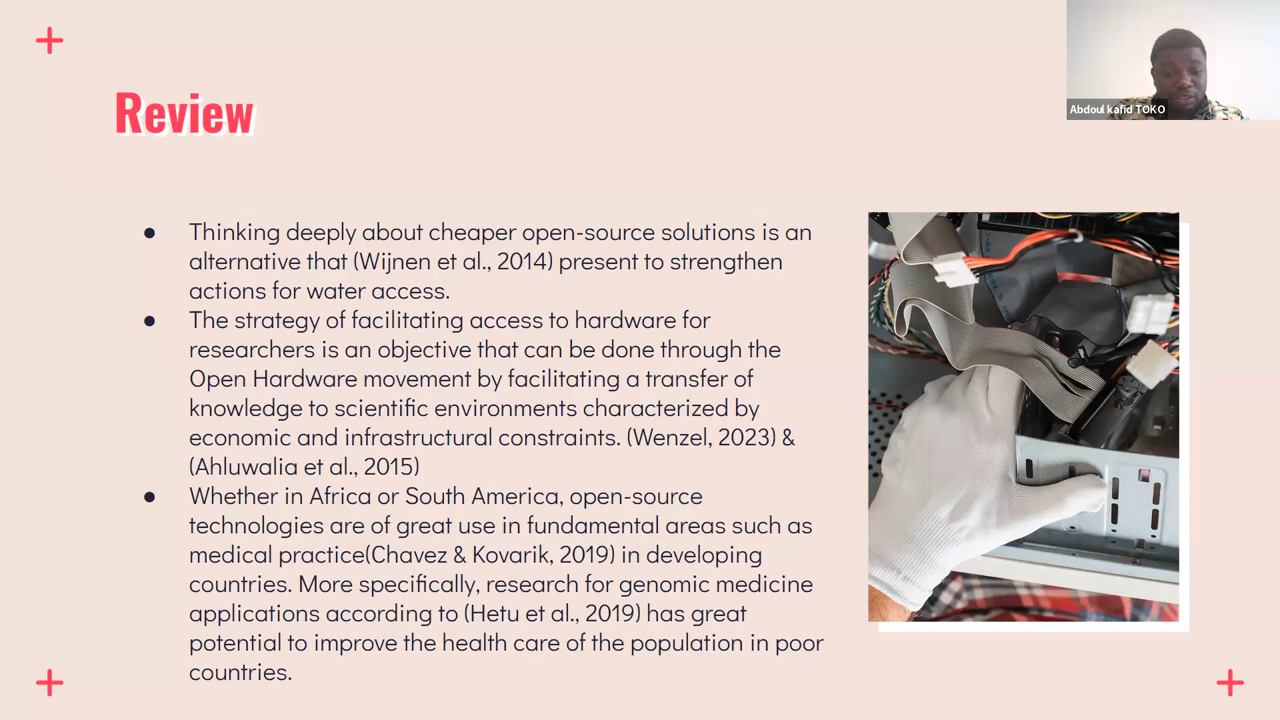 Review
Abdoul kafid TOKO
● Thinking deeply about cheaper open-source solutions is an
alternative that (Wijnen et al., 2014) present to strengthen
actions for water access.
● The strategy of facilitating access to hardware for
researchers is an objective that can be done through the
Open Hardware movement by facilitating a transfer of
knowledge to scientific environments characterized by
economic and infrastructural constraints. (Wenzel, 2023) &
(Ahluwalia et al., 2015)
● Whether in Africa or South America, open-source
technologies are of great use in fundamental areas such as
medical practice(Chavez & Kovarik, 2019) in developing
countries. More specifically, research for genomic medicine
applications according to (Hetu et al., 2019) has great
potential to improve the health care of the population in poor
countries.